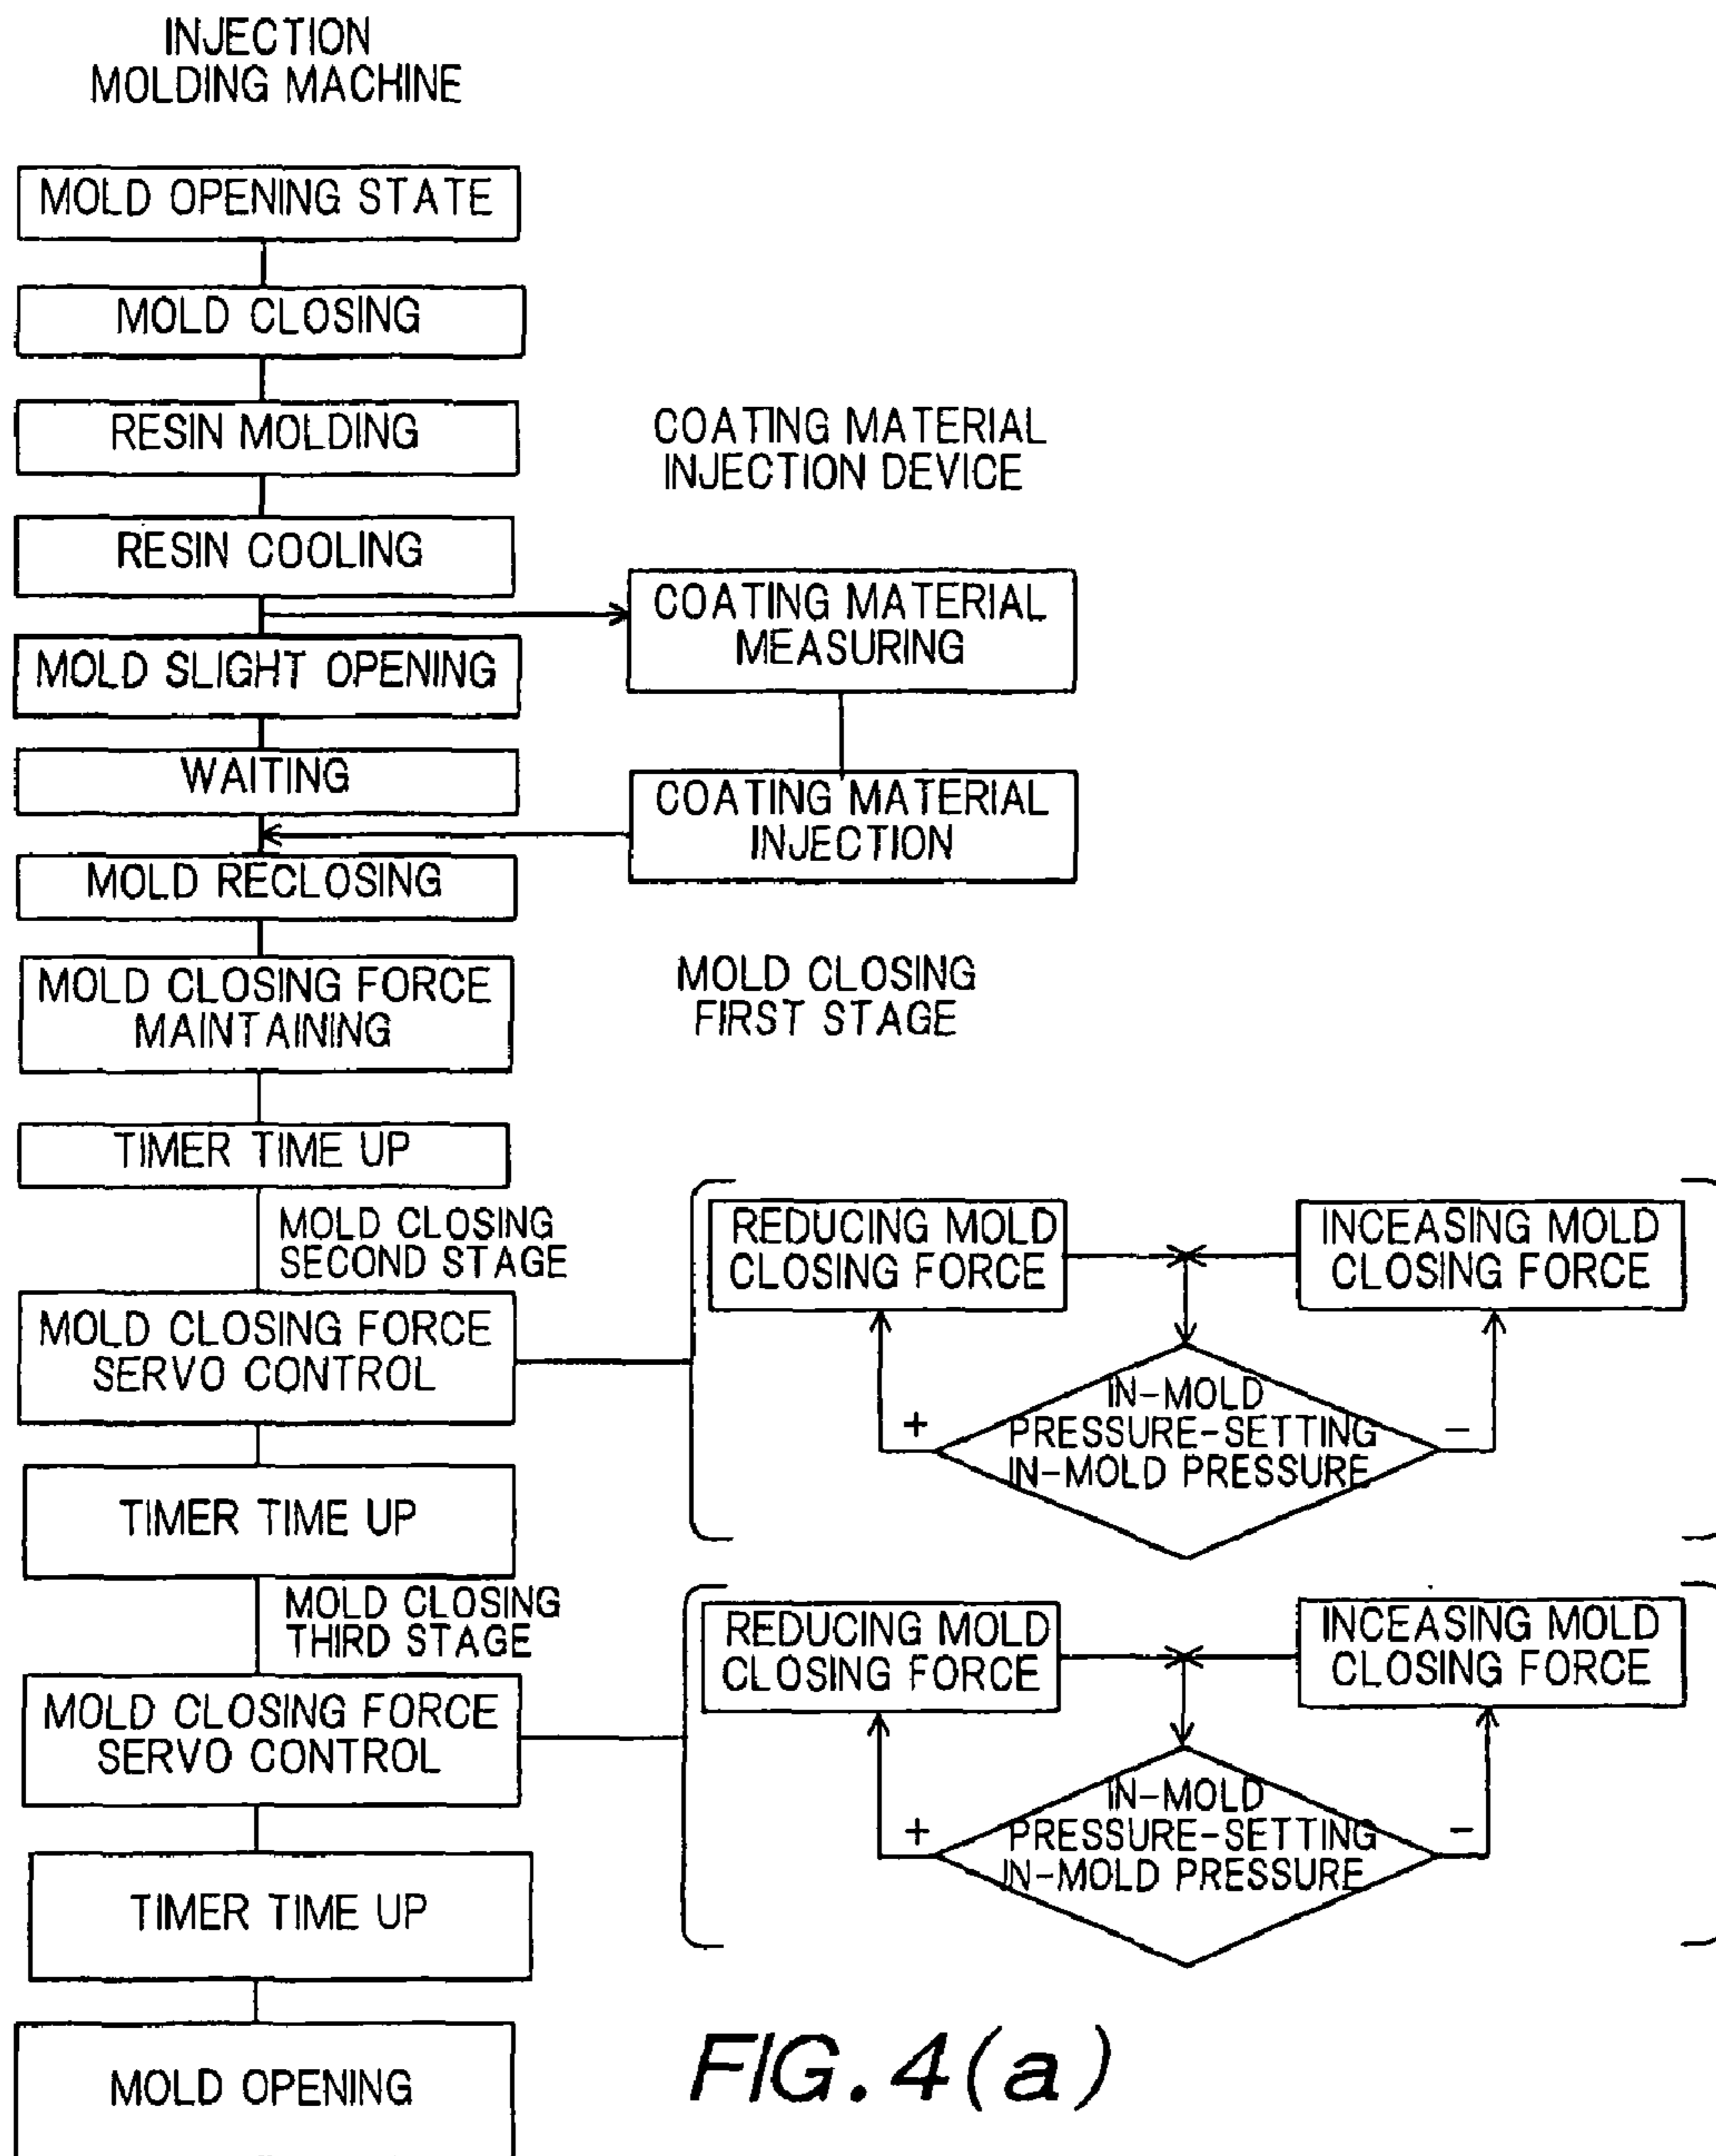 INJECTION
MOLDING MACHINE
MOLD OPENING STATE
MOLD CLOSING
RESIN MOLDING
RESIN COOLING
MOLD SLIGHT OPENING
WAITING
MOLD RECLOSING
MOLD CLOSING FORCE
MAINTAINING
TIMER TIME UP
MOLD CLOSING
SECOND STAGE
MOLD CLOSING FORCE
SERVO CONTROL
TIMER TIME UP
MOLD CLOSING
THIRD STAGE
MOLD CLOSING FORCE
SERVO CONTROL
TIMER TIME UP
MOLD OPENING
COATING MATERIAL
INJECTION DEVICE
COATING MATERIAL
MEASURING
COATING MATERIAL
INJECTION
MOLD CLOSING
FIRST STAGE
REDUCING MOLD
CLOSING FORCE
INCEASING MOLD
CLOSING FORCE
IN-MOLD
PRESSURE-SETTING
IN-MOLD PRESSURE
+
-
REDUCING MOLD
CLOSING FORCE
INCEASING MOLD
CLOSING FORCE
IN-MOLD
PRESSURE-SETTING
IN-MOLD PRESSURE
+
-
FIG. 4(a)